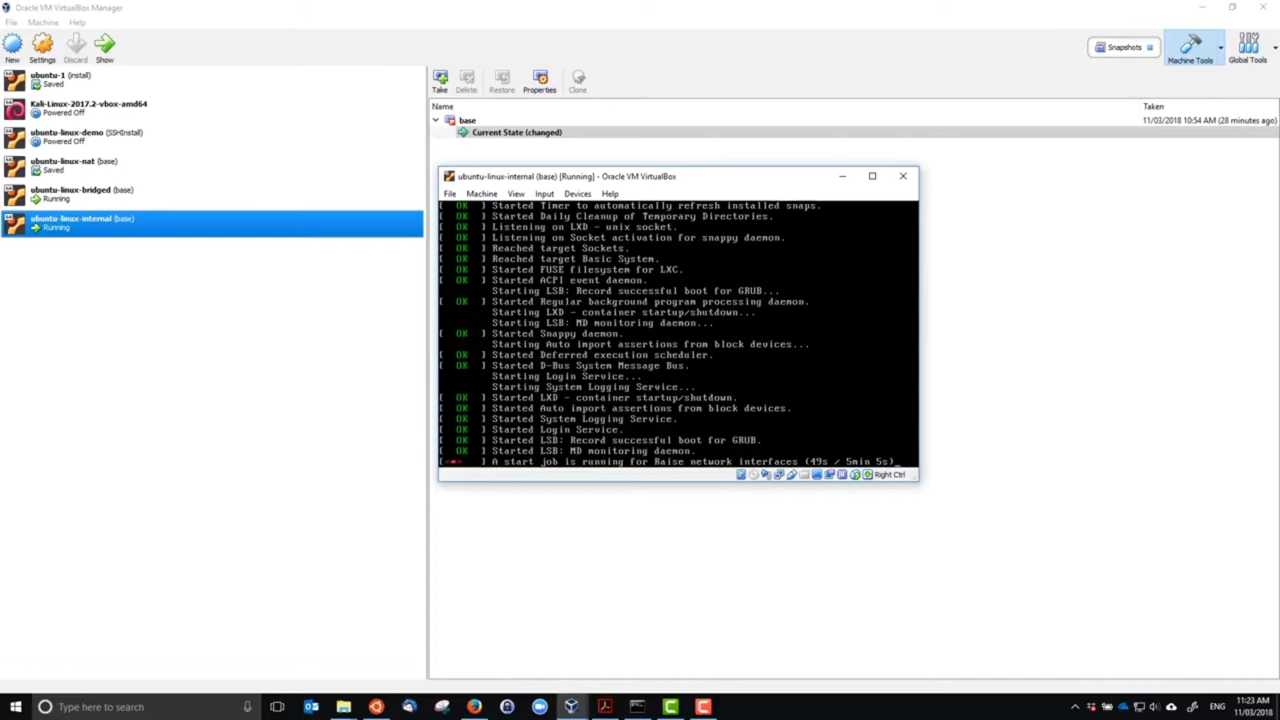 Oracle VM VirtualBox Manager
File Machine Help
New Settings Discard Show
Snapshots
Machine Tools
Global Tools
ubuntu-1 (install)
Saved
Kali-Linux-2017.2-vbox-amd64
Powered Off
ubuntu-linux-demo (SSHInstall)
Powered Off
ubuntu-linux-nat (base)
Saved
ubuntu-linux-bridged (base)
Running
ubuntu-linux-internal (base)
Running
Take Delete Restore Properties Clone
Name Taken
base 11/03/2018 10:54 AM (28 minutes ago)
Current State (changed)
ubuntu-linux-internal (base) [Running] - Oracle VM VirtualBox
File Machine View Input Devices Help
[ OK ] Started Timer to automatically refresh installed snaps.
[ OK ] Started Daily Cleanup of Temporary Directories.
[ OK ] Listening on LXD - unix socket.
[ OK ] Listening on Socket activation for snappy daemon.
[ OK ] Reached target Sockets.
[ OK ] Reached target Basic System.
[ OK ] Started FUSE filesystem for LXC.
[ OK ] Started ACPI event daemon.
Starting LSB: Record successful boot for GRUB...
[ OK ] Started Regular background program processing daemon.
Starting LXD - container startup/shutdown...
Starting LSB: MD monitoring daemon...
[ OK ] Started Snappy daemon.
Starting Auto import assertions from block devices...
[ OK ] Started Deferred execution scheduler.
[ OK ] Started D-Bus System Message Bus.
Starting Login Service...
Starting System Logging Service...
[ OK ] Started LXD - container startup/shutdown.
[ OK ] Started Auto import assertions from block devices.
[ OK ] Started System Logging Service.
[ OK ] Started Login Service.
[ OK ] Started LSB: Record successful boot for GRUB.
[ OK ] Started LSB: MD monitoring daemon.
[ *** ] A start job is running for Raise network interfaces (49s / 5min 5s)_
Right Ctrl
Type here to search
ENG
11:23 AM
11/03/2018